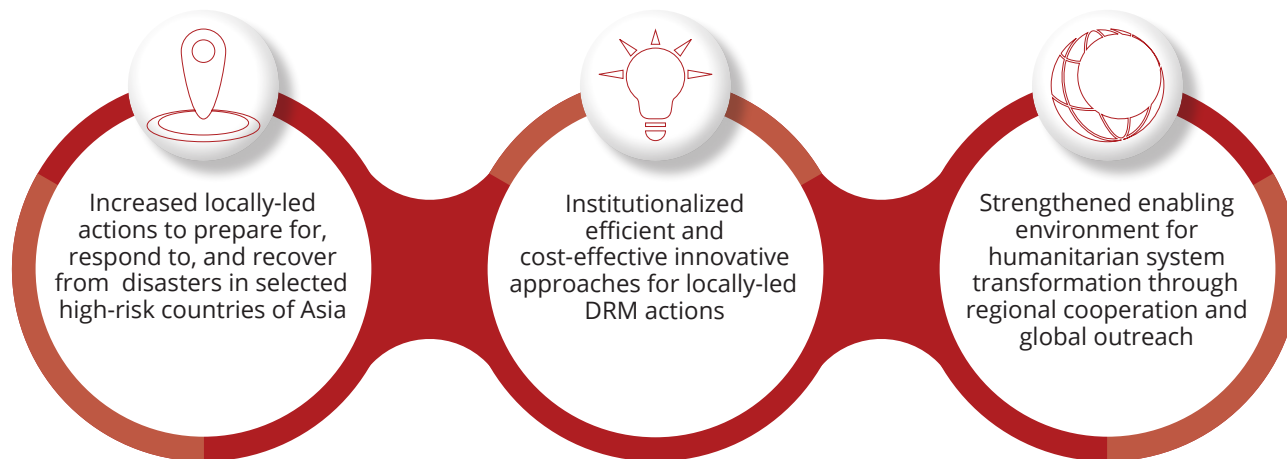 Increased locally-led
actions to prepare for,
respond to, and recover
from  disasters in selected
high-risk countries of Asia
Institutionalized
efficient and
cost-effective innovative
approaches for locally-led
DRM actions
Strengthened enabling
environment for
humanitarian system
transformation through
regional cooperation and
global outreach